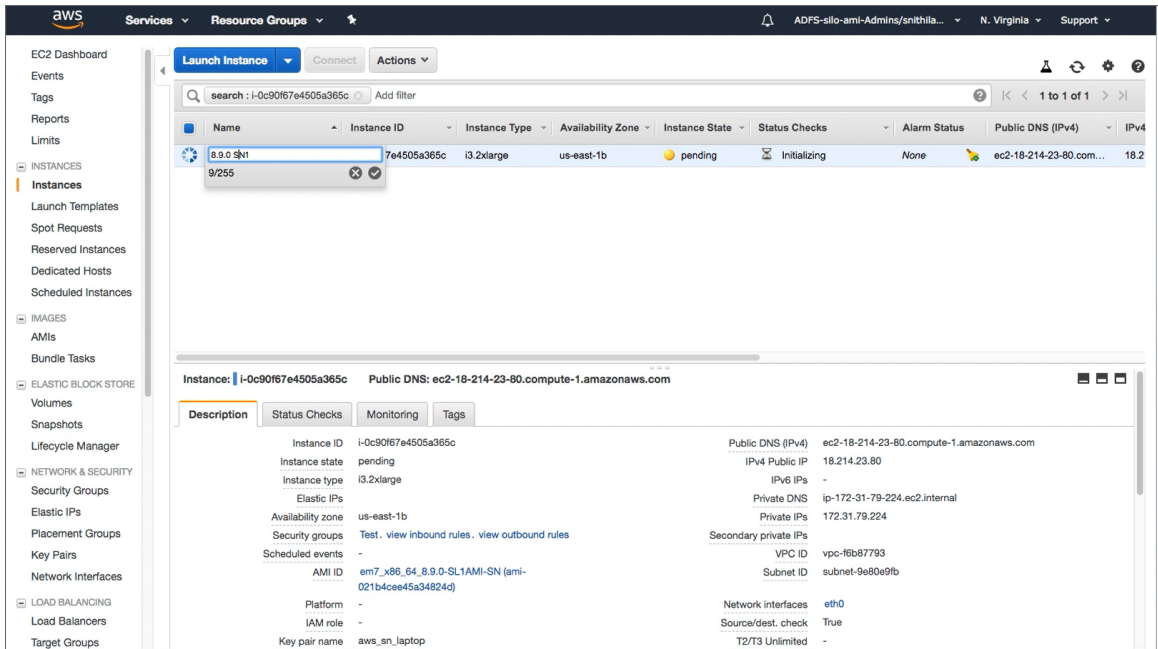 aws Services Resource Groups ADFS-silo-ami-Admins/snithila... N. Virginia Support
EC2 Dashboard
Events
Tags
Reports
Limits
INSTANCES
Instances
Launch Templates
Spot Requests
Reserved Instances
Dedicated Hosts
Scheduled Instances
IMAGES
AMIs
Bundle Tasks
ELASTIC BLOCK STORE
Volumes
Snapshots
Lifecycle Manager
NETWORK & SECURITY
Security Groups
Elastic IPs
Placement Groups
Key Pairs
Network Interfaces
LOAD BALANCING
Load Balancers
Target Groups
Launch Instance Connect Actions
search : i-0c90f67e4505a365c Add filter 1 to 1 of 1
Name Instance ID Instance Type Availability Zone Instance State Status Checks Alarm Status Public DNS (IPv4) IPv4
8.9.0 SN1 7e4505a365c i3.2xlarge us-east-1b pending Initializing None ec2-18-214-23-80.com... 18.2
9/255
Instance: i-0c90f67e4505a365c Public DNS: ec2-18-214-23-80.compute-1.amazonaws.com
Description Status Checks Monitoring Tags
Instance ID i-0c90f67e4505a365c
Instance state pending
Instance type i3.2xlarge
Elastic IPs
Availability zone us-east-1b
Security groups Test. view inbound rules. view outbound rules
Scheduled events -
AMI ID em7_x86_64_8.9.0-SL1AMI-SN (ami-
021b4cee45a34824d)
Platform -
IAM role -
Key pair name aws_sn_laptop
Public DNS (IPv4) ec2-18-214-23-80.compute-1.amazonaws.com
IPv4 Public IP 18.214.23.80
IPv6 IPs -
Private DNS ip-172-31-79-224.ec2.internal
Private IPs 172.31.79.224
Secondary private IPs
VPC ID vpc-f6b87793
Subnet ID subnet-9e80e9fb
Network interfaces eth0
Source/dest. check True
T2/T3 Unlimited -